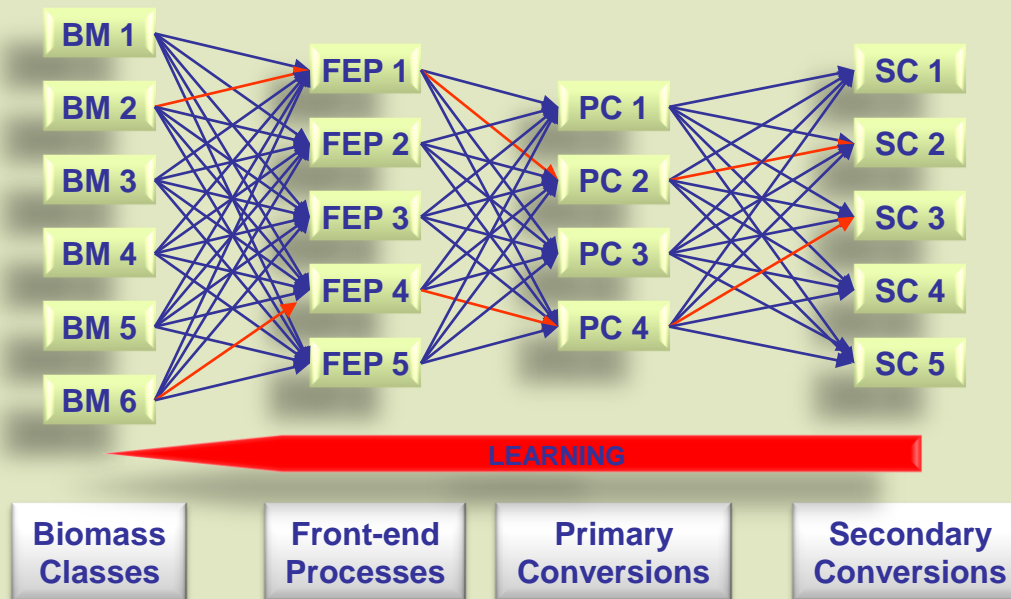 BM 1
BM 2
BM 3
BM 4
BM 5
BM 6
FEP 1
FEP 2
FEP 3
FEP 4
FEP 5
PC 1
PC 2
PC 3
PC 4
SC 1
SC 2
SC 3
SC 4
SC 5
LEARNING
Biomass
Classes
Front-end
Processes
Primary
Conversions
Secondary
Conversions